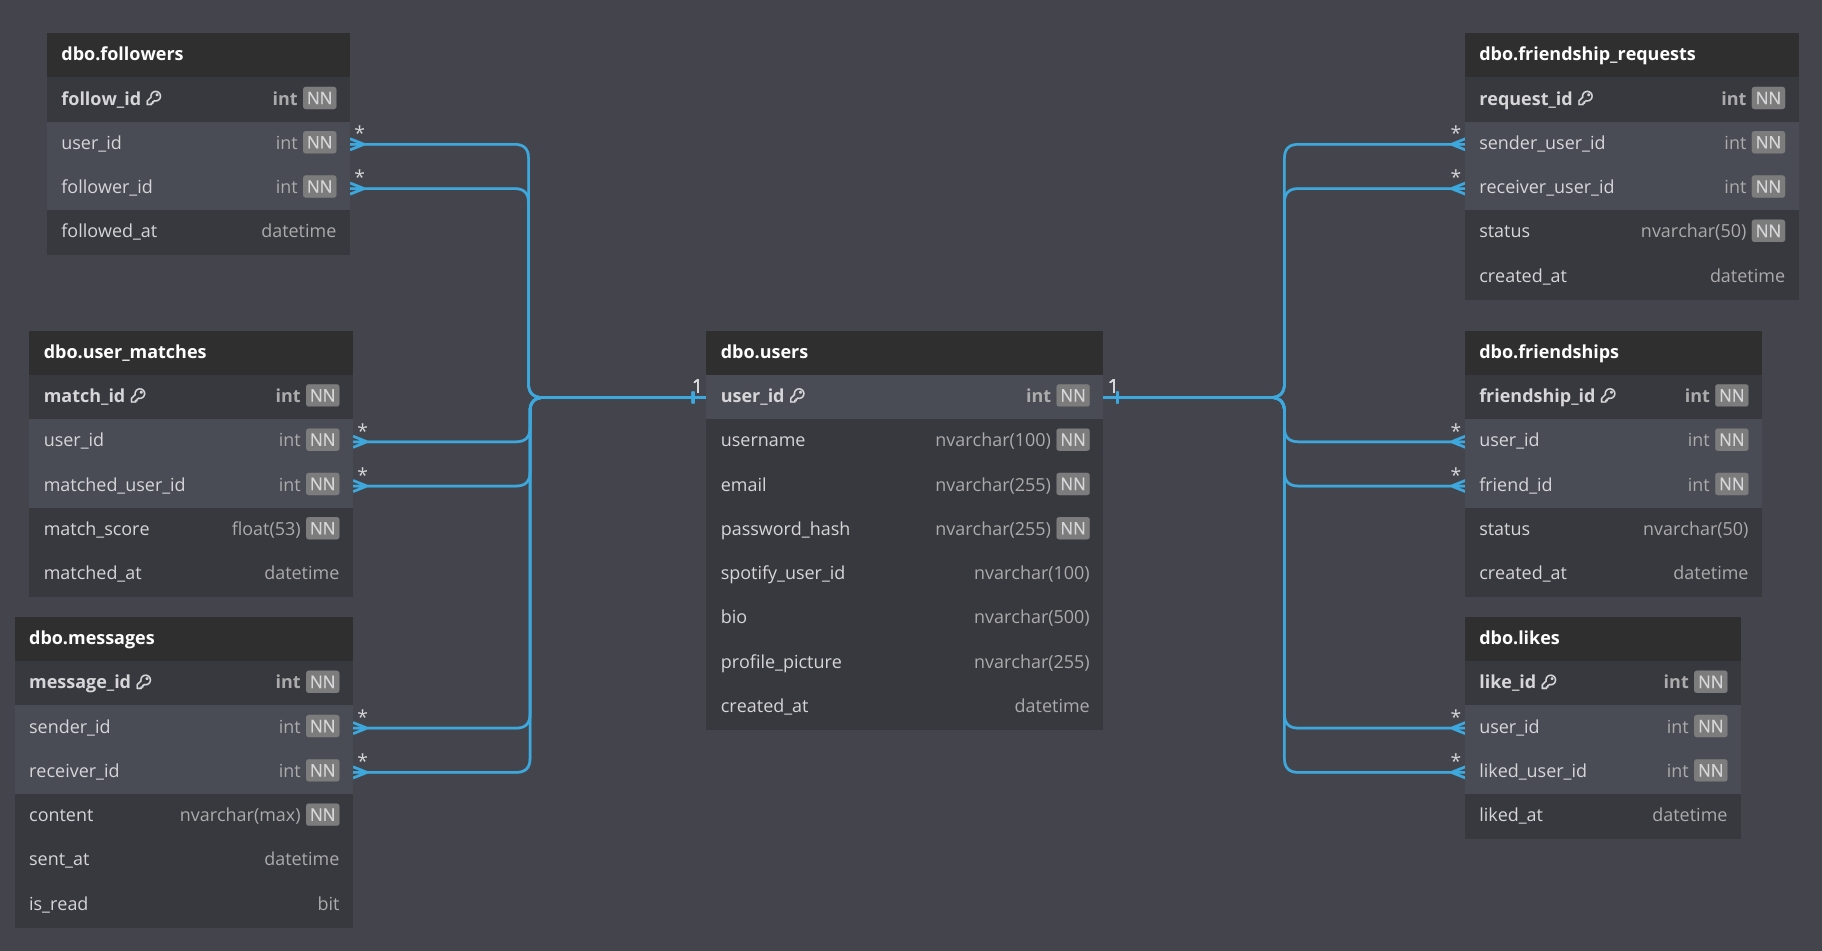 dbo.followers
follow_id int NN
user_id int NN *
follower_id int NN *
followed_at datetime
dbo.user_matches
match_id int NN
user_id int NN *
matched_user_id int NN *
match_score float(53) NN
matched_at datetime
dbo.messages
message_id int NN
sender_id int NN *
receiver_id int NN *
content nvarchar(max) NN
sent_at datetime
is_read bit
dbo.users
1 user_id int NN 1
username nvarchar(100) NN
email nvarchar(255) NN
password_hash nvarchar(255) NN
spotify_user_id nvarchar(100)
bio nvarchar(500)
profile_picture nvarchar(255)
created_at datetime
dbo.friendship_requests
request_id int NN
* sender_user_id int NN
* receiver_user_id int NN
status nvarchar(50) NN
created_at datetime
dbo.friendships
friendship_id int NN
* user_id int NN
* friend_id int NN
status nvarchar(50)
created_at datetime
dbo.likes
like_id int NN
* user_id int NN
* liked_user_id int NN
liked_at datetime